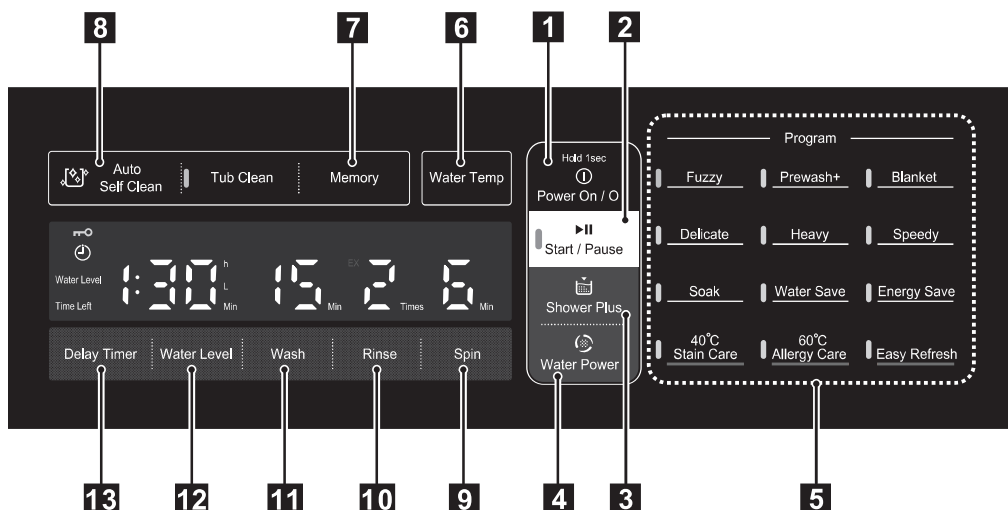 8
7
6
1
2
Auto
Self Clean
Tub Clean
Memory
Water Temp
Hold 1sec
Power On / O
Start / Pause
Shower Plus
Water Power
Program
Fuzzy
Prewash+
Blanket
Delicate
Heavy
Speedy
Soak
Water Save
Energy Save
40°C
Stain Care
60°C
Allergy Care
Easy Refresh
Water Level
Time Left
1:30 h L Min
15 Min
EX 2 Times
6 Min
Delay Timer
Water Level
Wash
Rinse
Spin
13
12
11
10
9
4
3
5